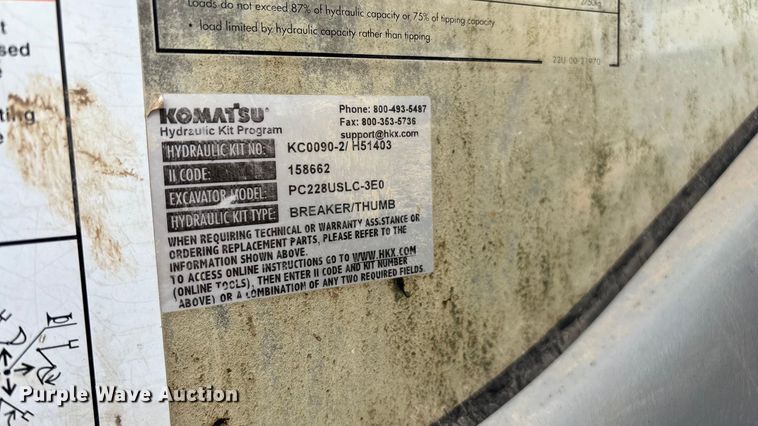 2750kg
Loads do not exceed 87% of hydraulic capacity or 75% of tipping capacity
• load limited by hydraulic capacity rather than tipping.
22U-00-21970
KOMATSU
Hydraulic Kit Program
Phone: 800-493-5487
Fax: 800-353-5736
support@hkx.com
HYDRAULIC KIT NO: KC0090-2/ H51403
II CODE: 158662
EXCAVATOR MODEL: PC228USLC-3E0
HYDRAULIC KIT TYPE: BREAKER/THUMB
WHEN REQUIRING TECHNICAL OR WARRANTY ASSISTANCE OR
ORDERING REPLACEMENT PARTS, PLEASE REFER TO THE
INFORMATION SHOWN ABOVE.
TO ACCESS ONLINE INSTRUCTIONS GO TO WWW.HKX.COM
(ONLINE TOOLS), THEN ENTER II CODE AND KIT NUMBER
ABOVE) OR A COMBINATION OF ANY TWO REQUIRED FIELDS.
Purple Wave Auction